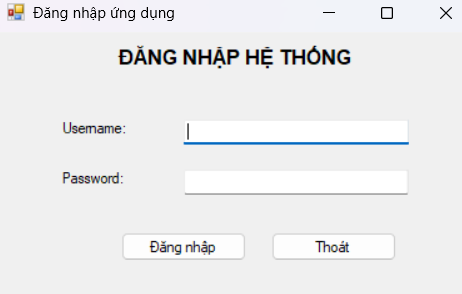 Đăng nhập ứng dụng
ĐĂNG NHẬP HỆ THỐNG
Username:
Password:
Đăng nhập
Thoát